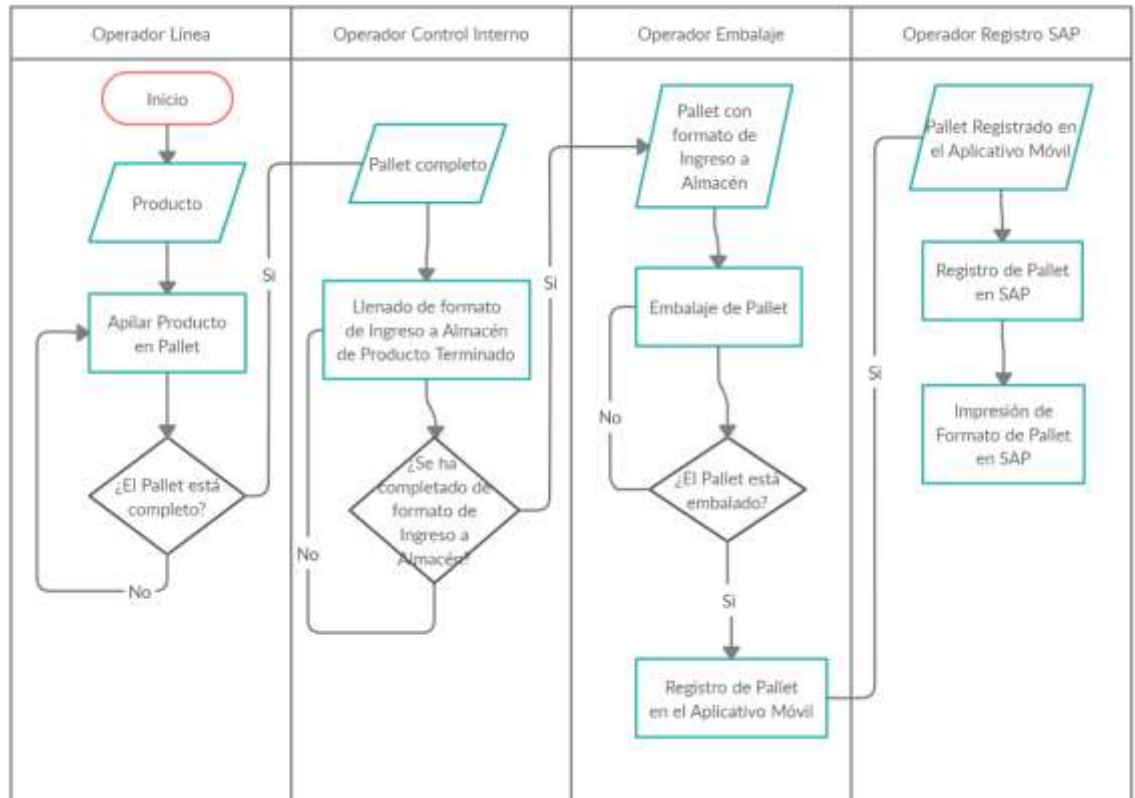 Operador Línea
Operador Control Interno
Operador Embalaje
Operador Registro SAP
Inicio
Producto
Apilar Producto
en Pallet
¿El Pallet está
completo?
No
Si
Pallet completo
Llenado de formato
de Ingreso a Almacén
de Producto Terminado
¿Se ha
completado de
formato de
Ingreso a
Almacén?
No
Si
Pallet con
formato de
Ingreso a
Almacén
Embalaje de Pallet
No
¿El Pallet está
embalado?
Si
Registro de Pallet
en el Aplicativo Móvil
Si
Pallet Registrado en
el Aplicativo Móvil
Registro de Pallet
en SAP
Impresión de
Formato de Pallet
en SAP